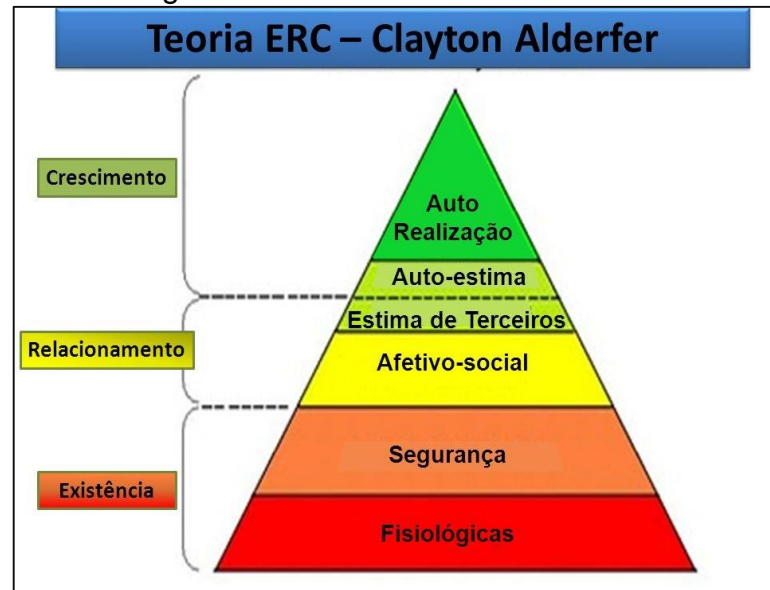 Teoria ERC – Clayton Alderfer
Crescimento
Auto
Realização
Auto-estima
Estima de Terceiros
Relacionamento
Afetivo-social
Segurança
Existência
Fisiológicas